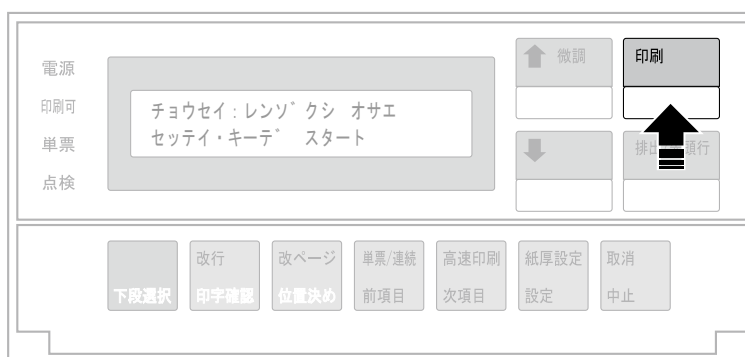 電源
印刷可
単票
点検
チョウセイ:レンゾクシ オサエ
セッテイ・キーデ スタート
微調
印刷
排出
頭行
下段選択
改行
印字確認
改ページ
位置決め
単票/連続
前項目
高速印刷
次項目
紙厚設定
設定
取消
中止